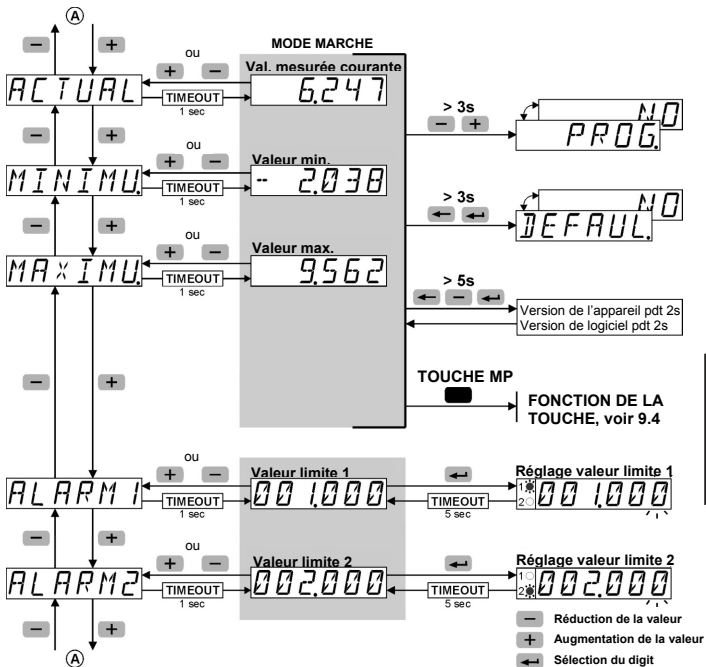 A
− +
ou
MODE MARCHE
+ −
Val. mesurée courante
ACTUAL
TIMEOUT
1 sec
6.247
> 3s
− +
NO
PROG.
− +
ou
+ −
Valeur min.
MINIMU.
TIMEOUT
1 sec
- 2.038
> 3s
NO
DEFAUL.
− +
ou
+ −
Valeur max.
MAXIMU.
TIMEOUT
1 sec
9.562
> 5s
−
Version de l'appareil pdt 2s
Version de logiciel pdt 2s
TOUCHE MP
FONCTION DE LA
TOUCHE, voir 9.4
− +
ou
+ −
Valeur limite 1
Réglage valeur limite 1
ALARM1
TIMEOUT
1 sec
001.000
TIMEOUT
5 sec
1
2
001.000
− +
ou
+ −
Valeur limite 2
Réglage valeur limite 2
ALARM2
TIMEOUT
1 sec
002.000
TIMEOUT
5 sec
1
2
002.000
− +
− Réduction de la valeur
+ Augmentation de la valeur
Sélection du digit
A